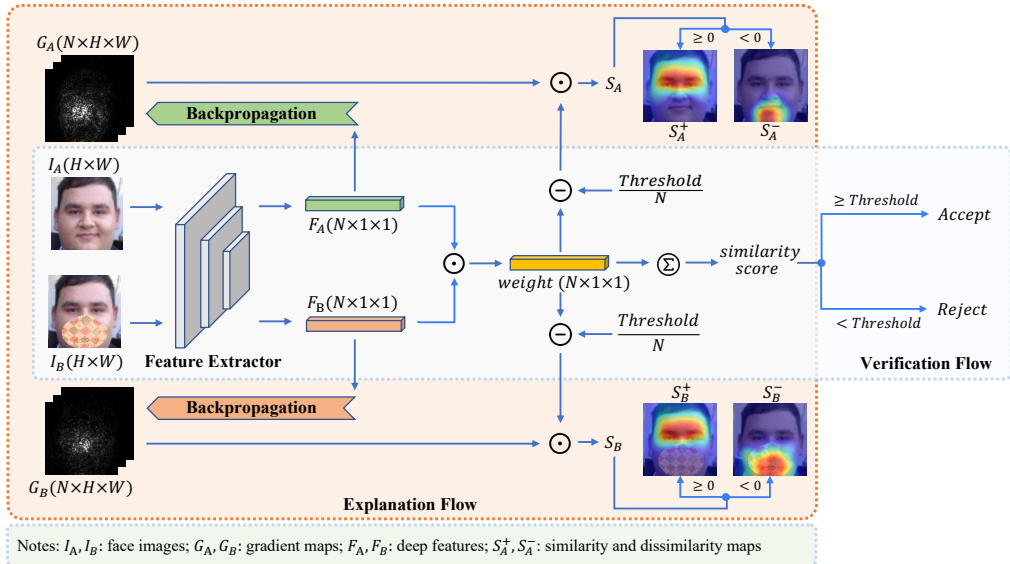 G_A(N×H×W)
≥ 0
< 0
S_A
S_A^+
S_A^-
Backpropagation
I_A(H×W)
F_A(N×1×1)
Threshold
N
≥ Threshold
Accept
weight (N×1×1)
Σ
similarity
score
F_B(N×1×1)
Threshold
N
< Threshold
Reject
I_B(H×W)
Feature Extractor
Verification Flow
Backpropagation
S_B^+
S_B^-
S_B
≥ 0
< 0
G_B(N×H×W)
Explanation Flow
Notes: I_A, I_B: face images; G_A, G_B: gradient maps; F_A, F_B: deep features; S_A^+, S_A^-: similarity and dissimilarity maps